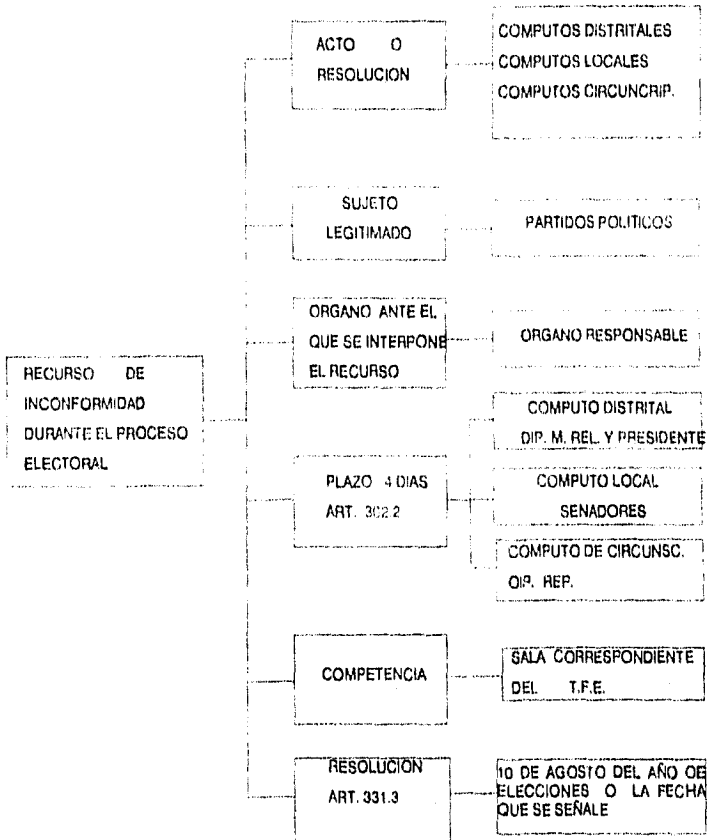 ACTO O
RESOLUCION
COMPUTOS DISTRITALES
COMPUTOS LOCALES
COMPUTOS CIRCUNCRIP.
SUJETO
LEGITIMADO
PARTIDOS POLITICOS
ORGANO ANTE EL
QUE SE INTERPONE
EL RECURSO
ORGANO RESPONSABLE
RECURSO DE
INCONFORMIDAD
DURANTE EL PROCESO
ELECTORAL
PLAZO 4 DIAS
ART. 302.2
COMPUTO DISTRITAL
DIP. M. REL. Y PRESIDENTE
COMPUTO LOCAL
SENADORES
COMPUTO DE CIRCUNSC.
DIP. REP.
COMPETENCIA
SALA CORRESPONDIENTE
DEL T.F.E.
RESOLUCION
ART. 331.3
10 DE AGOSTO DEL AÑO DE
ELECCIONES O LA FECHA
QUE SE SEÑALE